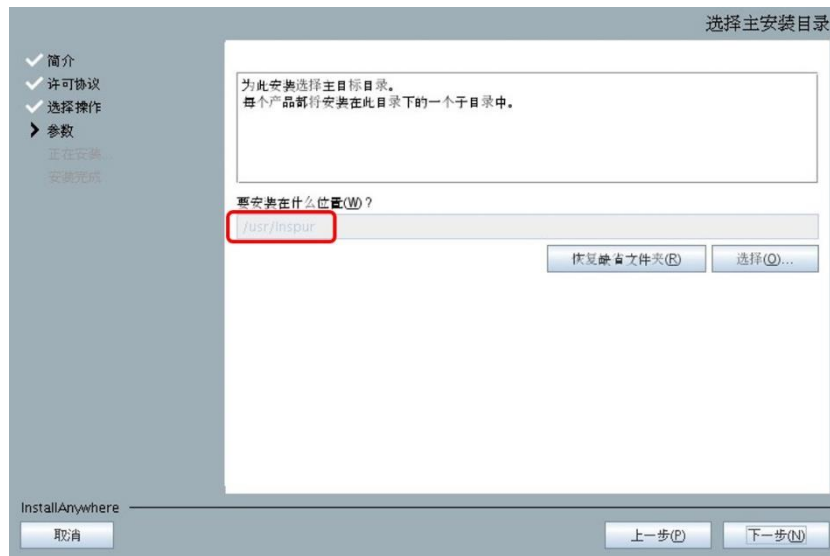 选择主安装目录
简介
许可协议
选择操作
参数
正在安装...
安装完成
为此安装选择主目标目录。
每个产品都将安装在此目录下的一个子目录中。
要安装在什么位置(W)？
/usr/inspur
恢复缺省文件夹(R)
选择(O)...
InstallAnywhere
取消
上一步(P)
下一步(N)